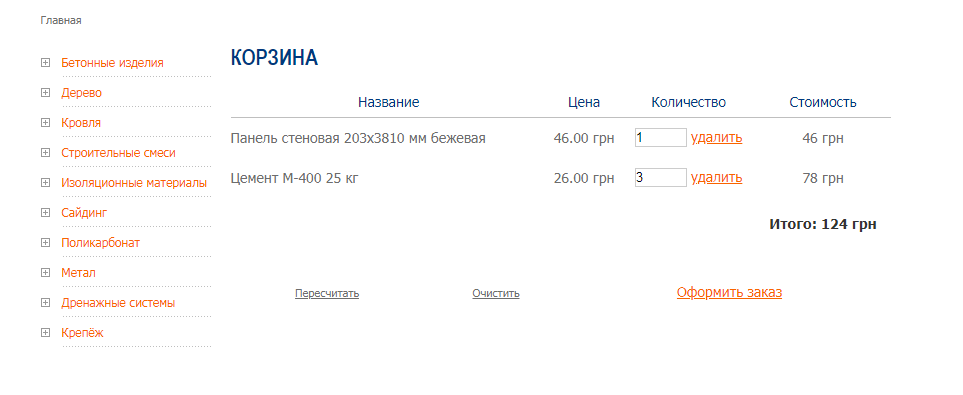 Главная
Бетонные изделия
Дерево
Кровля
Строительные смеси
Изоляционные материалы
Сайдинг
Поликарбонат
Метал
Дренажные системы
Крепёж
КОРЗИНА
Название Цена Количество Стоимость
Панель стеновая 203х3810 мм бежевая 46.00 грн 1 удалить 46 грн
Цемент М-400 25 кг 26.00 грн 3 удалить 78 грн
Итого: 124 грн
Пересчитать Очистить Оформить заказ